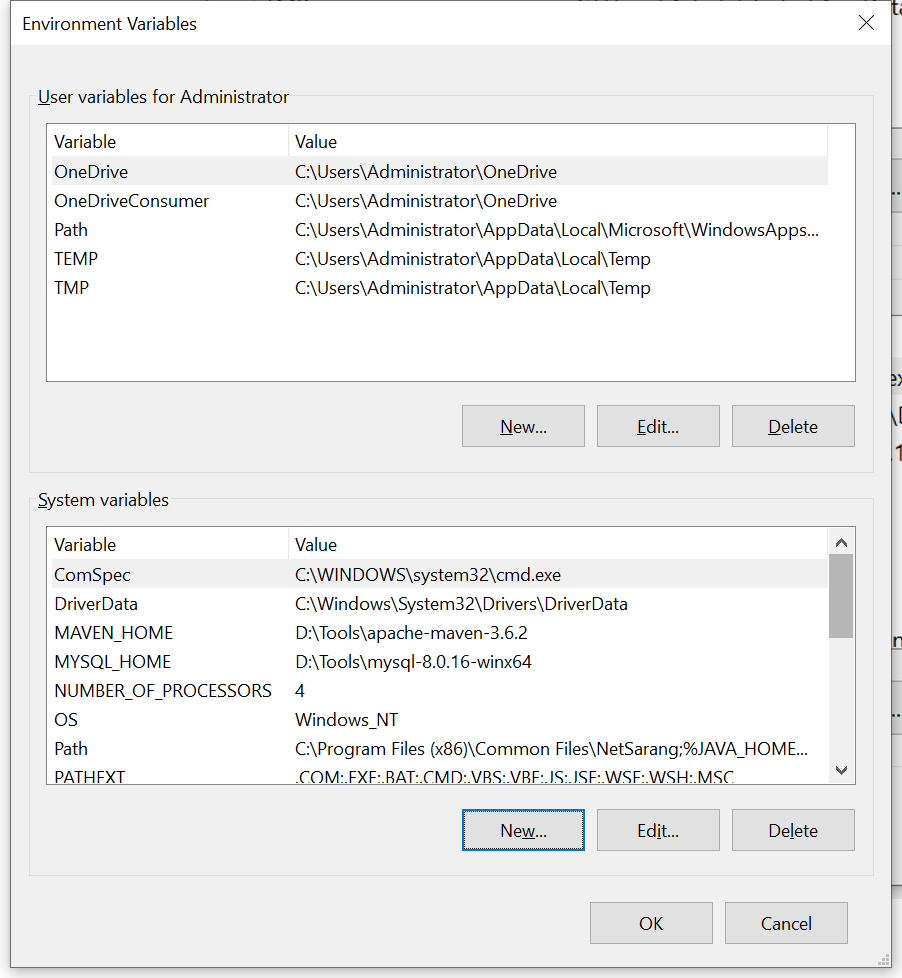 Environment Variables
User variables for Administrator
Variable Value
OneDrive C:\Users\Administrator\OneDrive
OneDriveConsumer C:\Users\Administrator\OneDrive
Path C:\Users\Administrator\AppData\Local\Microsoft\WindowsApps...
TEMP C:\Users\Administrator\AppData\Local\Temp
TMP C:\Users\Administrator\AppData\Local\Temp
New... Edit... Delete
System variables
Variable Value
ComSpec C:\WINDOWS\system32\cmd.exe
DriverData C:\Windows\System32\Drivers\DriverData
MAVEN_HOME D:\Tools\apache-maven-3.6.2
MYSQL_HOME D:\Tools\mysql-8.0.16-winx64
NUMBER_OF_PROCESSORS 4
OS Windows_NT
Path C:\Program Files (x86)\Common Files\NetSarang;%JAVA_HOME...
PATHEXT .COM;.EXE;.BAT;.CMD;.VBS;.VBE;.JS;.JSE;.WSF;.WSH;.MSC
New... Edit... Delete
OK Cancel